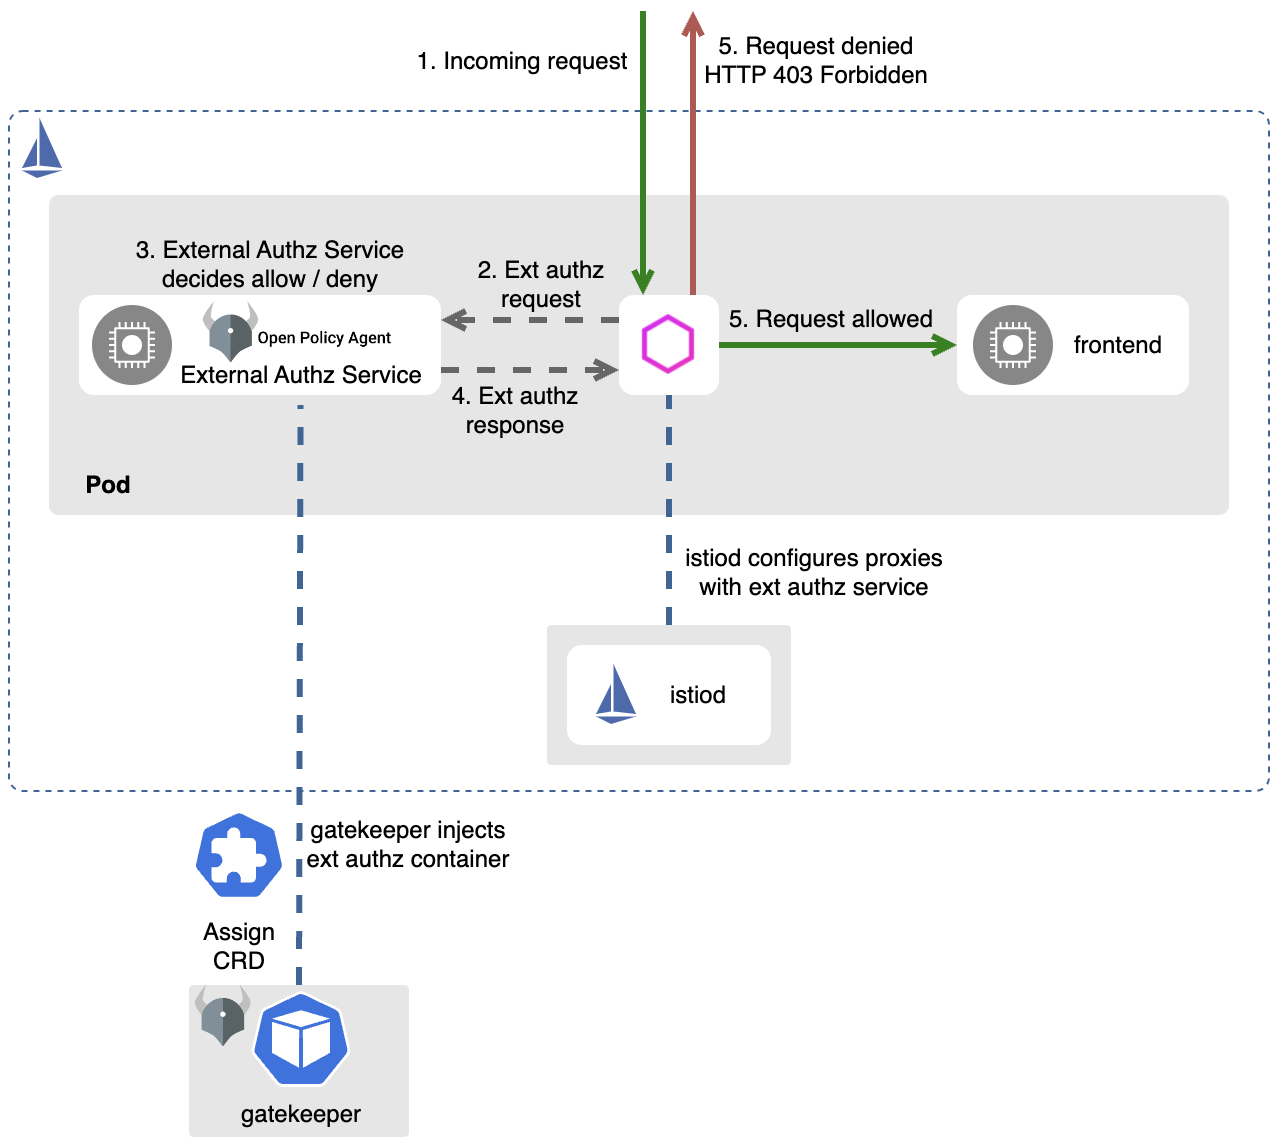 1. Incoming request
5. Request denied
HTTP 403 Forbidden
3. External Authz Service
decides allow / deny
2. Ext authz
request
5. Request allowed
Open Policy Agent
External Authz Service
frontend
4. Ext authz
response
Pod
istiod configures proxies
with ext authz service
istiod
gatekeeper injects
ext authz container
Assign
CRD
gatekeeper